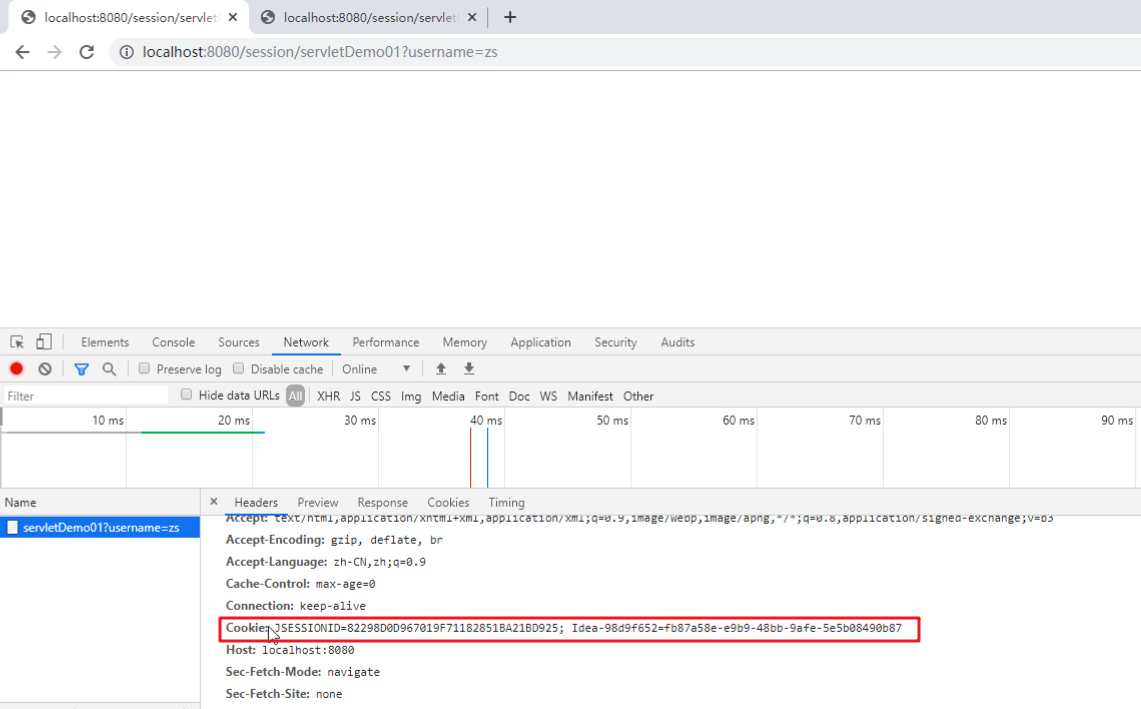 localhost:8080/session/servlet localhost:8080/session/servlet
localhost:8080/session/servletDemo01?username=zs
Elements Console Sources Network Performance Memory Application Security Audits
Preserve log Disable cache Online
Filter Hide data URLs All XHR JS CSS Img Media Font Doc WS Manifest Other
10 ms 20 ms 30 ms 40 ms 50 ms 60 ms 70 ms 80 ms 90 ms
Name Headers Preview Response Cookies Timing
servletDemo01?username=zs
Accept: text/html,application/xhtml+xml,application/xml;q=0.9,image/webp,image/apng,*/*;q=0.8,application/signed-exchange;v=b3
Accept-Encoding: gzip, deflate, br
Accept-Language: zh-CN,zh;q=0.9
Cache-Control: max-age=0
Connection: keep-alive
Cookie: JSESSIONID=82298D0D967019F71182851BA21BD925; Idea-98d9f652=fb87a58e-e9b9-48bb-9afe-5e5b08490b87
Host: localhost:8080
Sec-Fetch-Mode: navigate
Sec-Fetch-Site: none